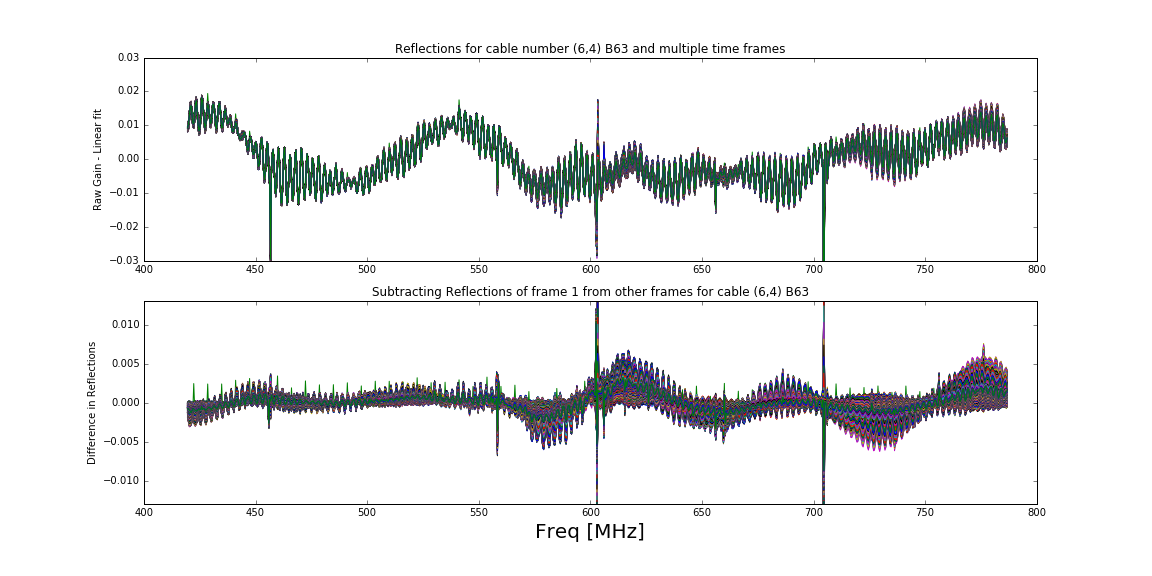 Reflections for cable number (6,4) B63 and multiple time frames
0.03
0.02
0.01
0.00
−0.01
−0.02
−0.03
Raw Gain - Linear fit
400 450 500 550 600 650 700 750 800
Subtracting Reflections of frame 1 from other frames for cable (6,4) B63
0.010
0.005
0.000
−0.005
−0.010
Difference in Reflections
400 450 500 550 600 650 700 750 800
Freq [MHz]